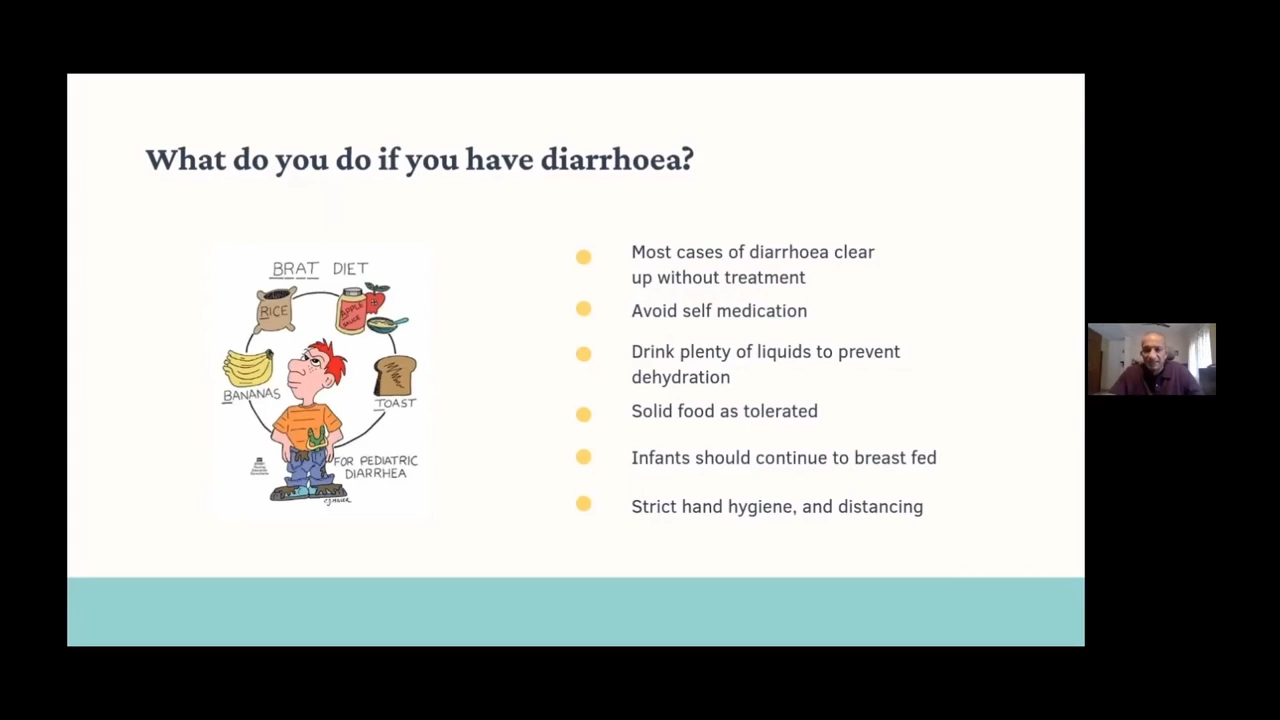 What do you do if you have diarrhoea?
BRAT DIET
RICE
APPLE
SAUCE
BANANAS
TOAST
FOR PEDIATRIC
DIARRHEA
Most cases of diarrhoea clear
up without treatment
Avoid self medication
Drink plenty of liquids to prevent
dehydration
Solid food as tolerated
Infants should continue to breast fed
Strict hand hygiene, and distancing